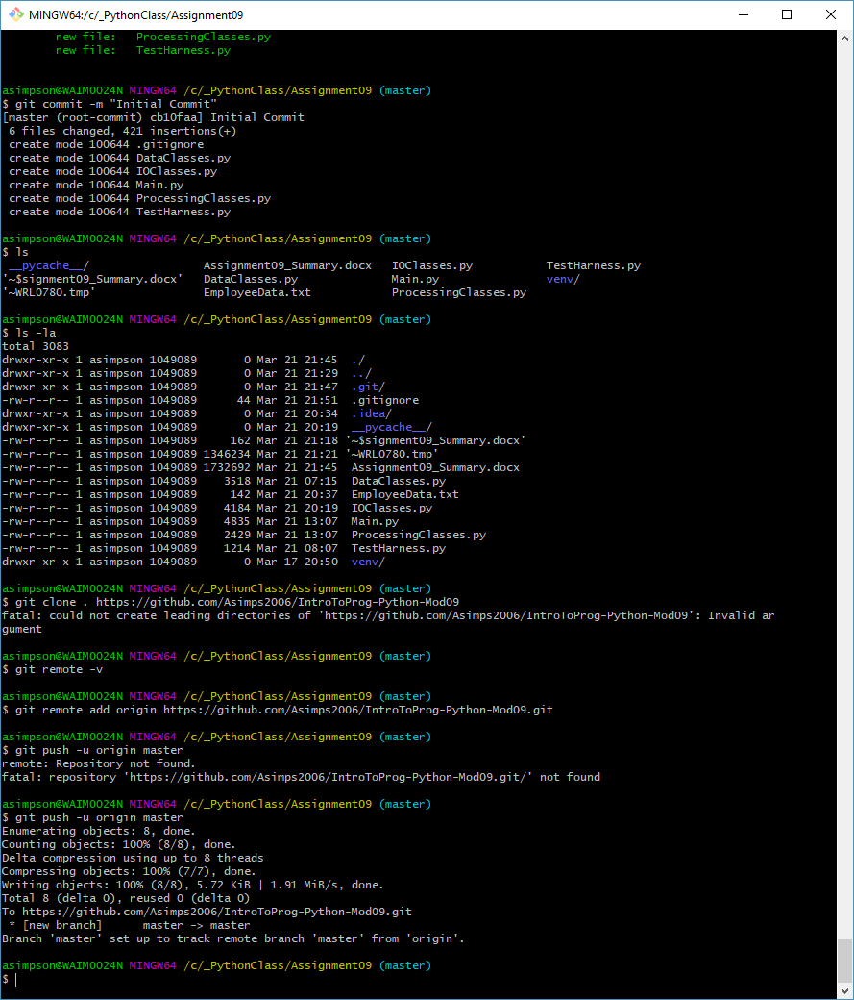 MINGW64:/c/_PythonClass/Assignment09
        new file:   ProcessingClasses.py
        new file:   TestHarness.py
asimpson@WAIM0024N MINGW64 /c/_PythonClass/Assignment09 (master)
$ git commit -m "Initial Commit"
[master (root-commit) cb10faa] Initial Commit
 6 files changed, 421 insertions(+)
 create mode 100644 .gitignore
 create mode 100644 DataClasses.py
 create mode 100644 IOClasses.py
 create mode 100644 Main.py
 create mode 100644 ProcessingClasses.py
 create mode 100644 TestHarness.py
asimpson@WAIM0024N MINGW64 /c/_PythonClass/Assignment09 (master)
$ ls
 __pycache__/                 Assignment09_Summary.docx   IOClasses.py           TestHarness.py
'~$signment09_Summary.docx'   DataClasses.py              Main.py                venv/
'~WRL0780.tmp'                EmployeeData.txt            ProcessingClasses.py
asimpson@WAIM0024N MINGW64 /c/_PythonClass/Assignment09 (master)
$ ls -la
total 3083
drwxr-xr-x 1 asimpson 1049089       0 Mar 21 21:45  ./
drwxr-xr-x 1 asimpson 1049089       0 Mar 21 21:29  ../
drwxr-xr-x 1 asimpson 1049089       0 Mar 21 21:47  .git/
-rw-r--r-- 1 asimpson 1049089      44 Mar 21 21:51  .gitignore
drwxr-xr-x 1 asimpson 1049089       0 Mar 21 20:34  .idea/
drwxr-xr-x 1 asimpson 1049089       0 Mar 21 20:19  __pycache__/
-rw-r--r-- 1 asimpson 1049089     162 Mar 21 21:18 '~$signment09_Summary.docx'
-rw-r--r-- 1 asimpson 1049089 1346234 Mar 21 21:21 '~WRL0780.tmp'
-rw-r--r-- 1 asimpson 1049089 1732692 Mar 21 21:45  Assignment09_Summary.docx
-rw-r--r-- 1 asimpson 1049089    3518 Mar 21 07:15  DataClasses.py
-rw-r--r-- 1 asimpson 1049089     142 Mar 21 20:37  EmployeeData.txt
-rw-r--r-- 1 asimpson 1049089    4184 Mar 21 20:19  IOClasses.py
-rw-r--r-- 1 asimpson 1049089    4835 Mar 21 13:07  Main.py
-rw-r--r-- 1 asimpson 1049089    2429 Mar 21 13:07  ProcessingClasses.py
-rw-r--r-- 1 asimpson 1049089    1214 Mar 21 08:07  TestHarness.py
drwxr-xr-x 1 asimpson 1049089       0 Mar 17 20:50  venv/
asimpson@WAIM0024N MINGW64 /c/_PythonClass/Assignment09 (master)
$ git clone . https://github.com/Asimps2006/IntroToProg-Python-Mod09
fatal: could not create leading directories of 'https://github.com/Asimps2006/IntroToProg-Python-Mod09': Invalid ar
gument
asimpson@WAIM0024N MINGW64 /c/_PythonClass/Assignment09 (master)
$ git remote -v
asimpson@WAIM0024N MINGW64 /c/_PythonClass/Assignment09 (master)
$ git remote add origin https://github.com/Asimps2006/IntroToProg-Python-Mod09.git
asimpson@WAIM0024N MINGW64 /c/_PythonClass/Assignment09 (master)
$ git push -u origin master
remote: Repository not found.
fatal: repository 'https://github.com/Asimps2006/IntroToProg-Python-Mod09.git/' not found
asimpson@WAIM0024N MINGW64 /c/_PythonClass/Assignment09 (master)
$ git push -u origin master
Enumerating objects: 8, done.
Counting objects: 100% (8/8), done.
Delta compression using up to 8 threads
Compressing objects: 100% (7/7), done.
Writing objects: 100% (8/8), 5.72 KiB | 1.91 MiB/s, done.
Total 8 (delta 0), reused 0 (delta 0)
To https://github.com/Asimps2006/IntroToProg-Python-Mod09.git
 * [new branch]      master -> master
Branch 'master' set up to track remote branch 'master' from 'origin'.
asimpson@WAIM0024N MINGW64 /c/_PythonClass/Assignment09 (master)
$